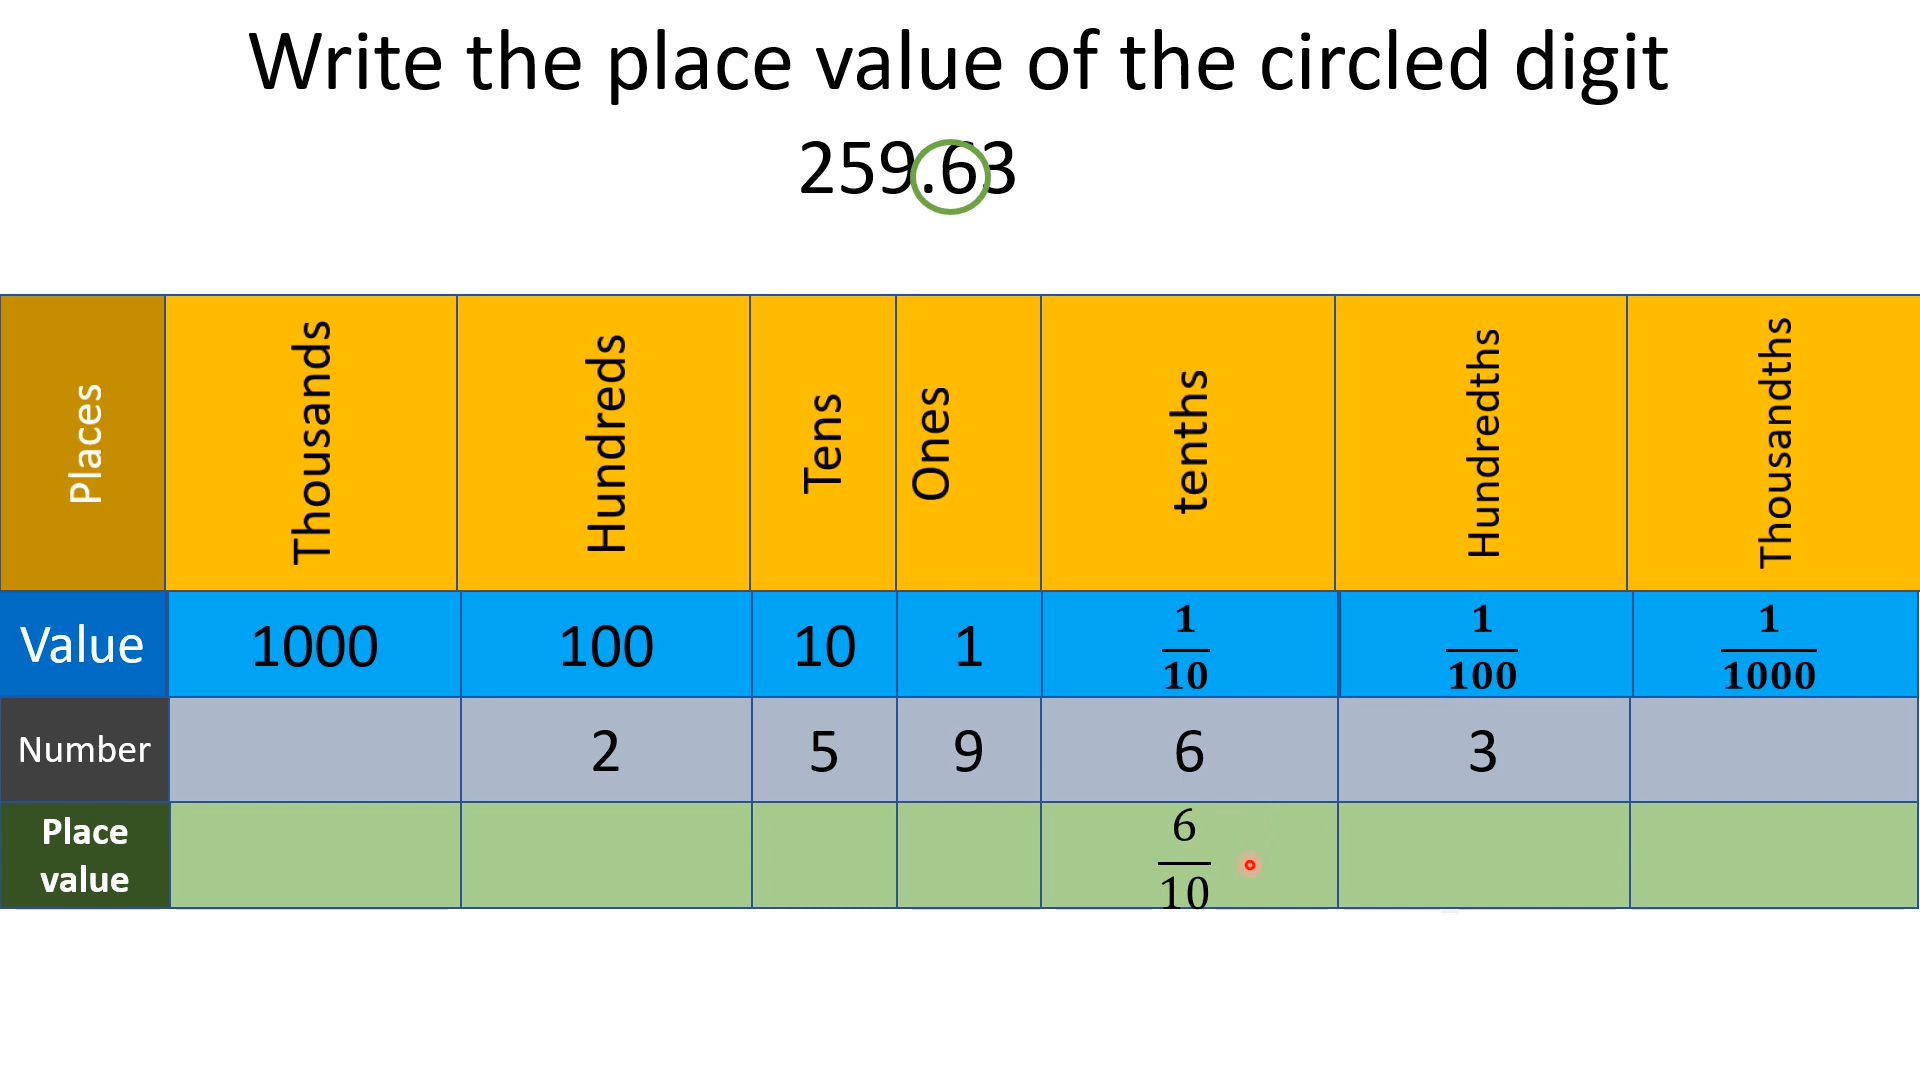 Write the place value of the circled digit
259.63
Places Thousands Hundreds Tens Ones tenths Hundredths Thousandths
Value 1000 100 10 1 1/10 1/100 1/1000
Number 2 5 9 6 3
Place value 6/10